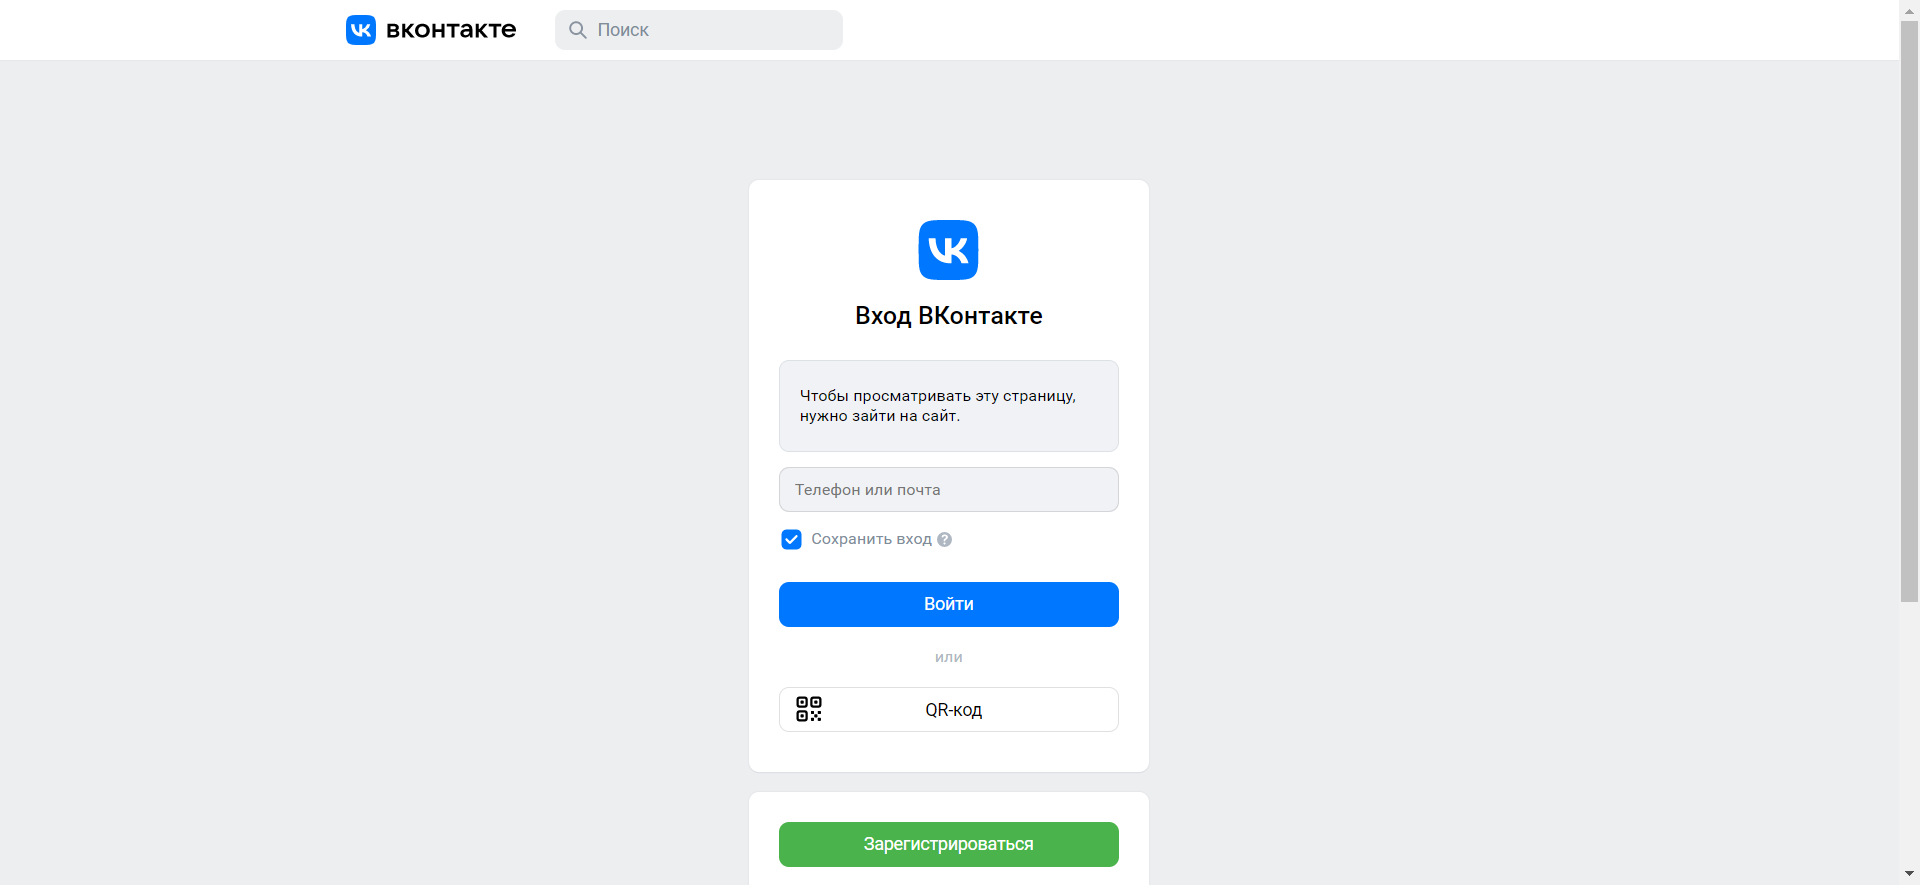 вконтакте
Поиск
Вход ВКонтакте
Чтобы просматривать эту страницу,
нужно зайти на сайт.
Телефон или почта
Сохранить вход ?
Войти
или
QR-код
Зарегистрироваться